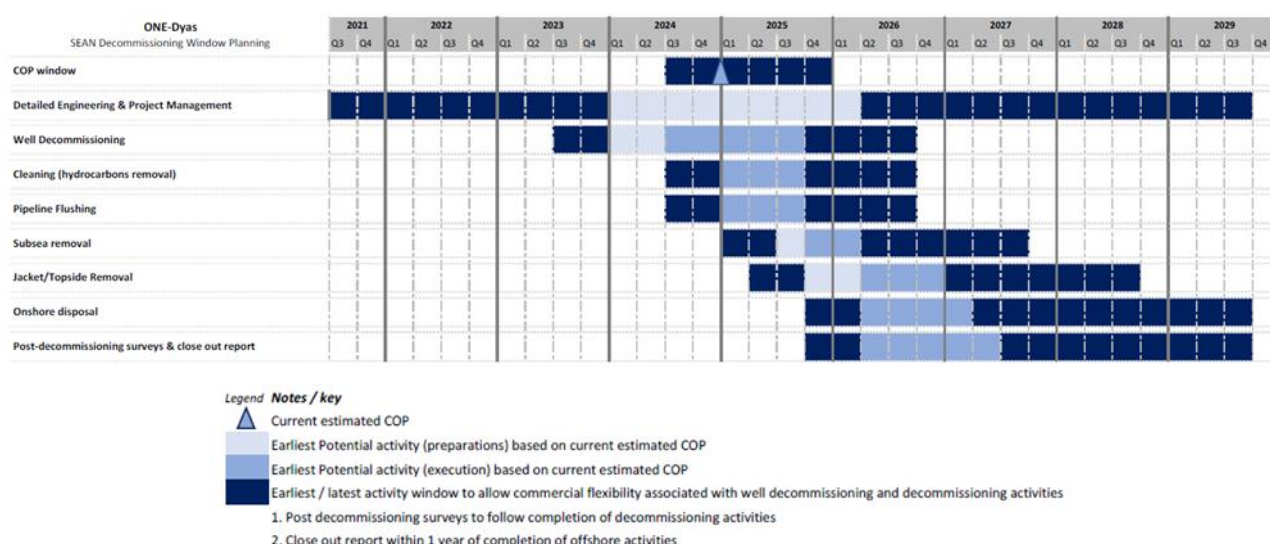 ONE-Dyas 2021 2022 2023 2024 2025 2026 2027 2028 2029
SEAN Decommissioning Window Planning Q3 Q4 Q1 Q2 Q3 Q4 Q1 Q2 Q3 Q4 Q1 Q2 Q3 Q4 Q1 Q2 Q3 Q4 Q1 Q2 Q3 Q4 Q1 Q2 Q3 Q4 Q1 Q2 Q3 Q4 Q1 Q2 Q3 Q4
COP window
Detailed Engineering & Project Management
Well Decommissioning
Cleaning (hydrocarbons removal)
Pipeline Flushing
Subsea removal
Jacket/Topside Removal
Onshore disposal
Post-decommissioning surveys & close out report
Legend Notes / key
Current estimated COP
Earliest Potential activity (preparations) based on current estimated COP
Earliest Potential activity (execution) based on current estimated COP
Earliest / latest activity window to allow commercial flexibility associated with well decommissioning and decommissioning activities
1. Post decommissioning surveys to follow completion of decommissioning activities
2. Close out report within 1 year of completion of offshore activities